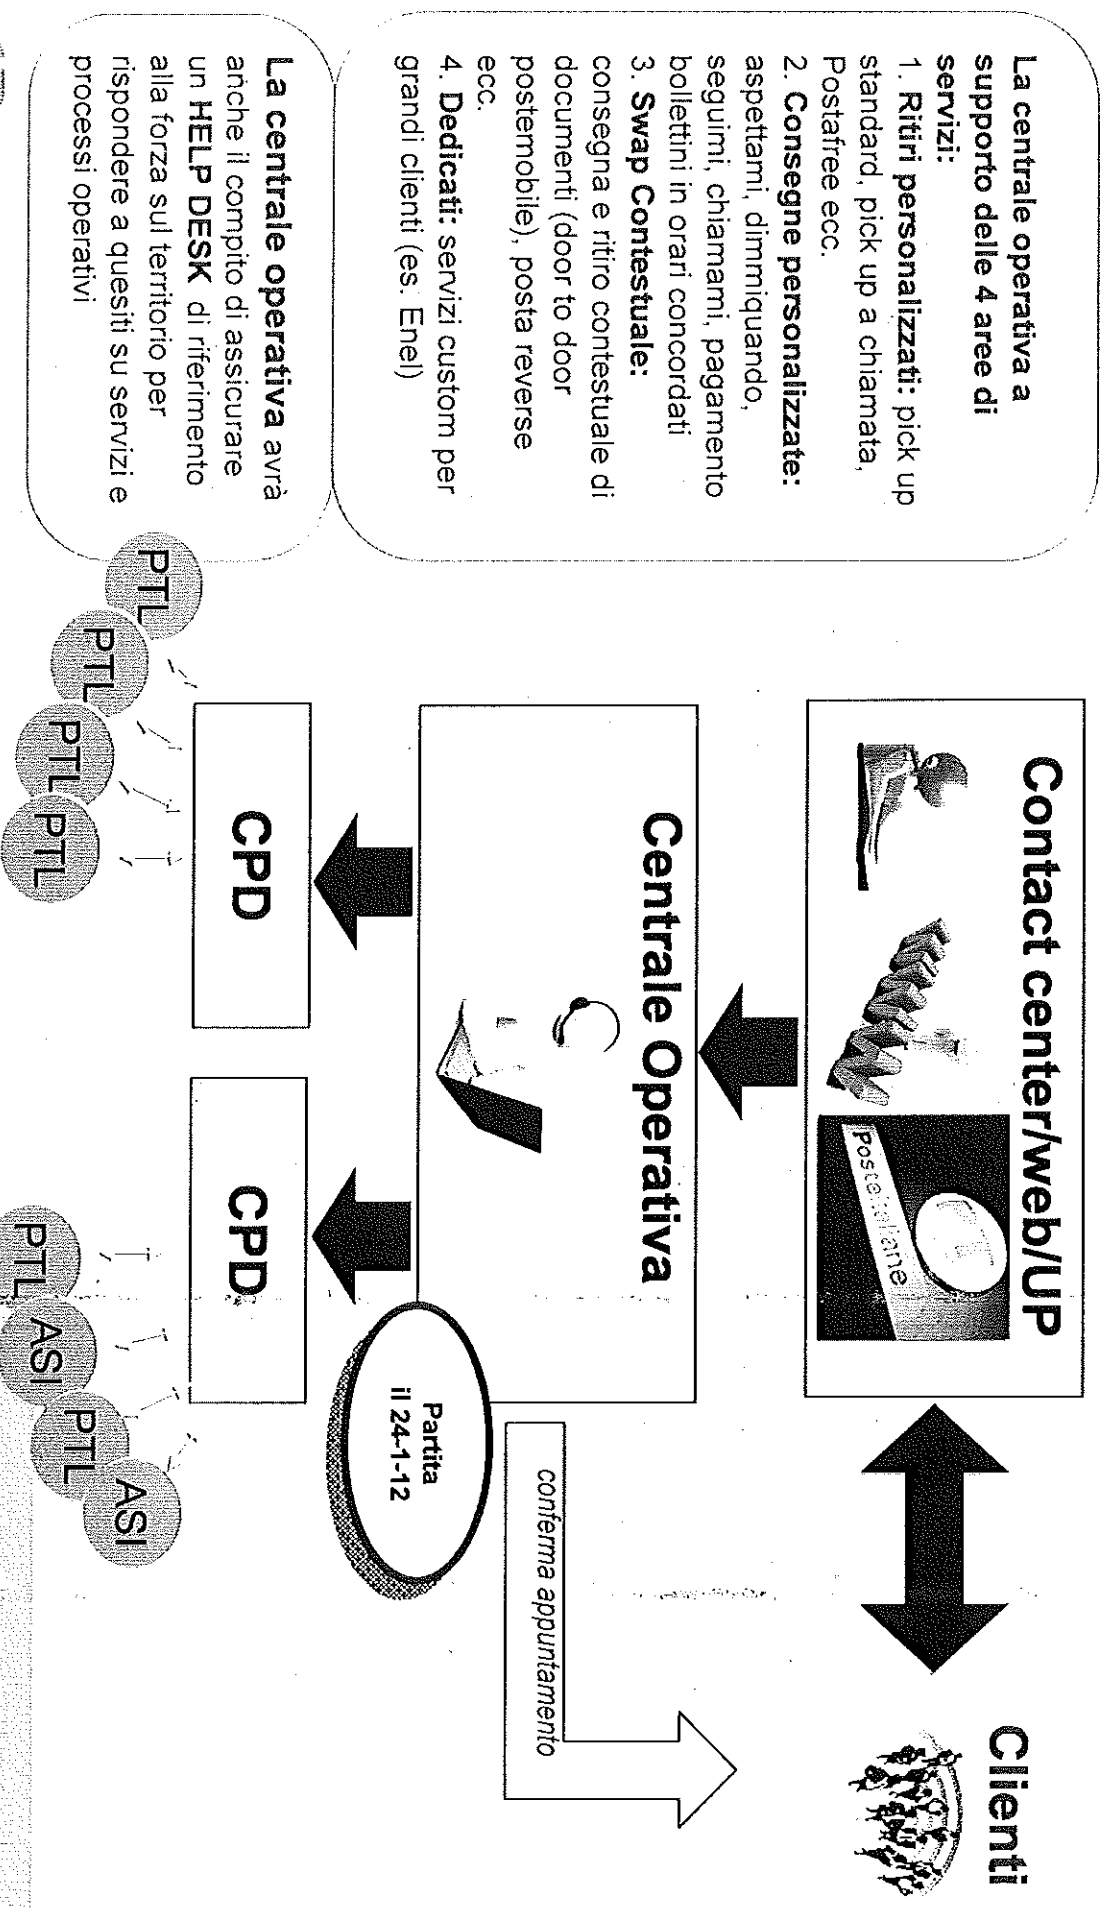 La centrale operativa a
supporto delle 4 aree di
servizi:
1. Ritiri personalizzati: pick up
standard, pick up a chiamata,
Postafree ecc.
2. Consegne personalizzate:
aspettami, dimmiquando,
seguimi, chiamami, pagamento
bollettini in orari concordati
3. Swap Contestuale:
consegna e ritiro contestuale di
documenti (door to door
postemobile), posta reverse
ecc.
4. Dedicati: servizi custom per
grandi clienti (es. Enel)
La centrale operativa avrà
anche il compito di assicurare
un HELP DESK di riferimento
alla forza sul territorio per
rispondere a quesiti su servizi e
processi operativi
Contact center/web/UP
Posteitaliane
Clienti
Centrale Operativa
conferma appuntamento
Partita
il 24-1-12
CPD
CPD
PTL
PTL
PTL
PTL
PTL
ASI
PTL
ASI